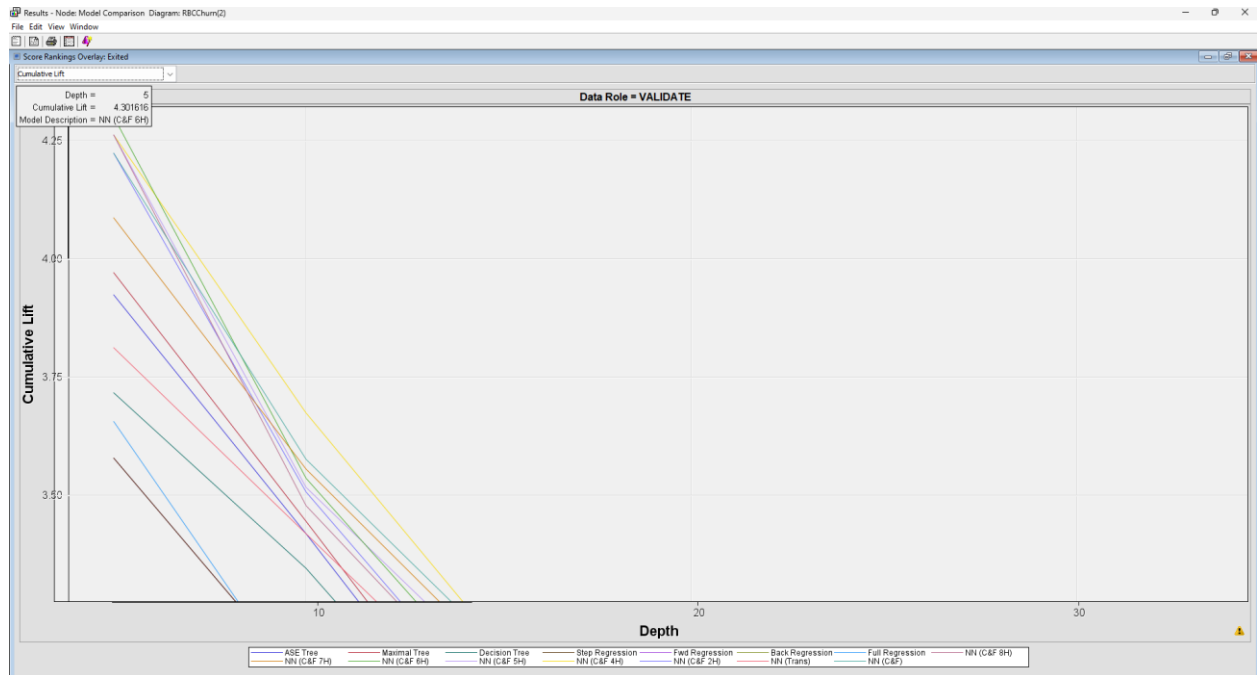 Results - Node: Model Comparison Diagram: RBCChurn(2)
File Edit View Window
Score Rankings Overlay: Exited
Cumulative Lift
Depth = 5
Cumulative Lift = 4.301616
Model Description = NN (C&F 6H)
Data Role = VALIDATE
4.25
4.00
3.75
3.50
Cumulative Lift
10 20 30
Depth
ASE Tree Maximal Tree Decision Tree Step Regression Fwd Regression Back Regression Full Regression NN (C&F 8H)
NN (C&F 7H) NN (C&F 6H) NN (C&F 5H) NN (C&F 4H) NN (C&F 2H) NN (Trans) NN (C&F)